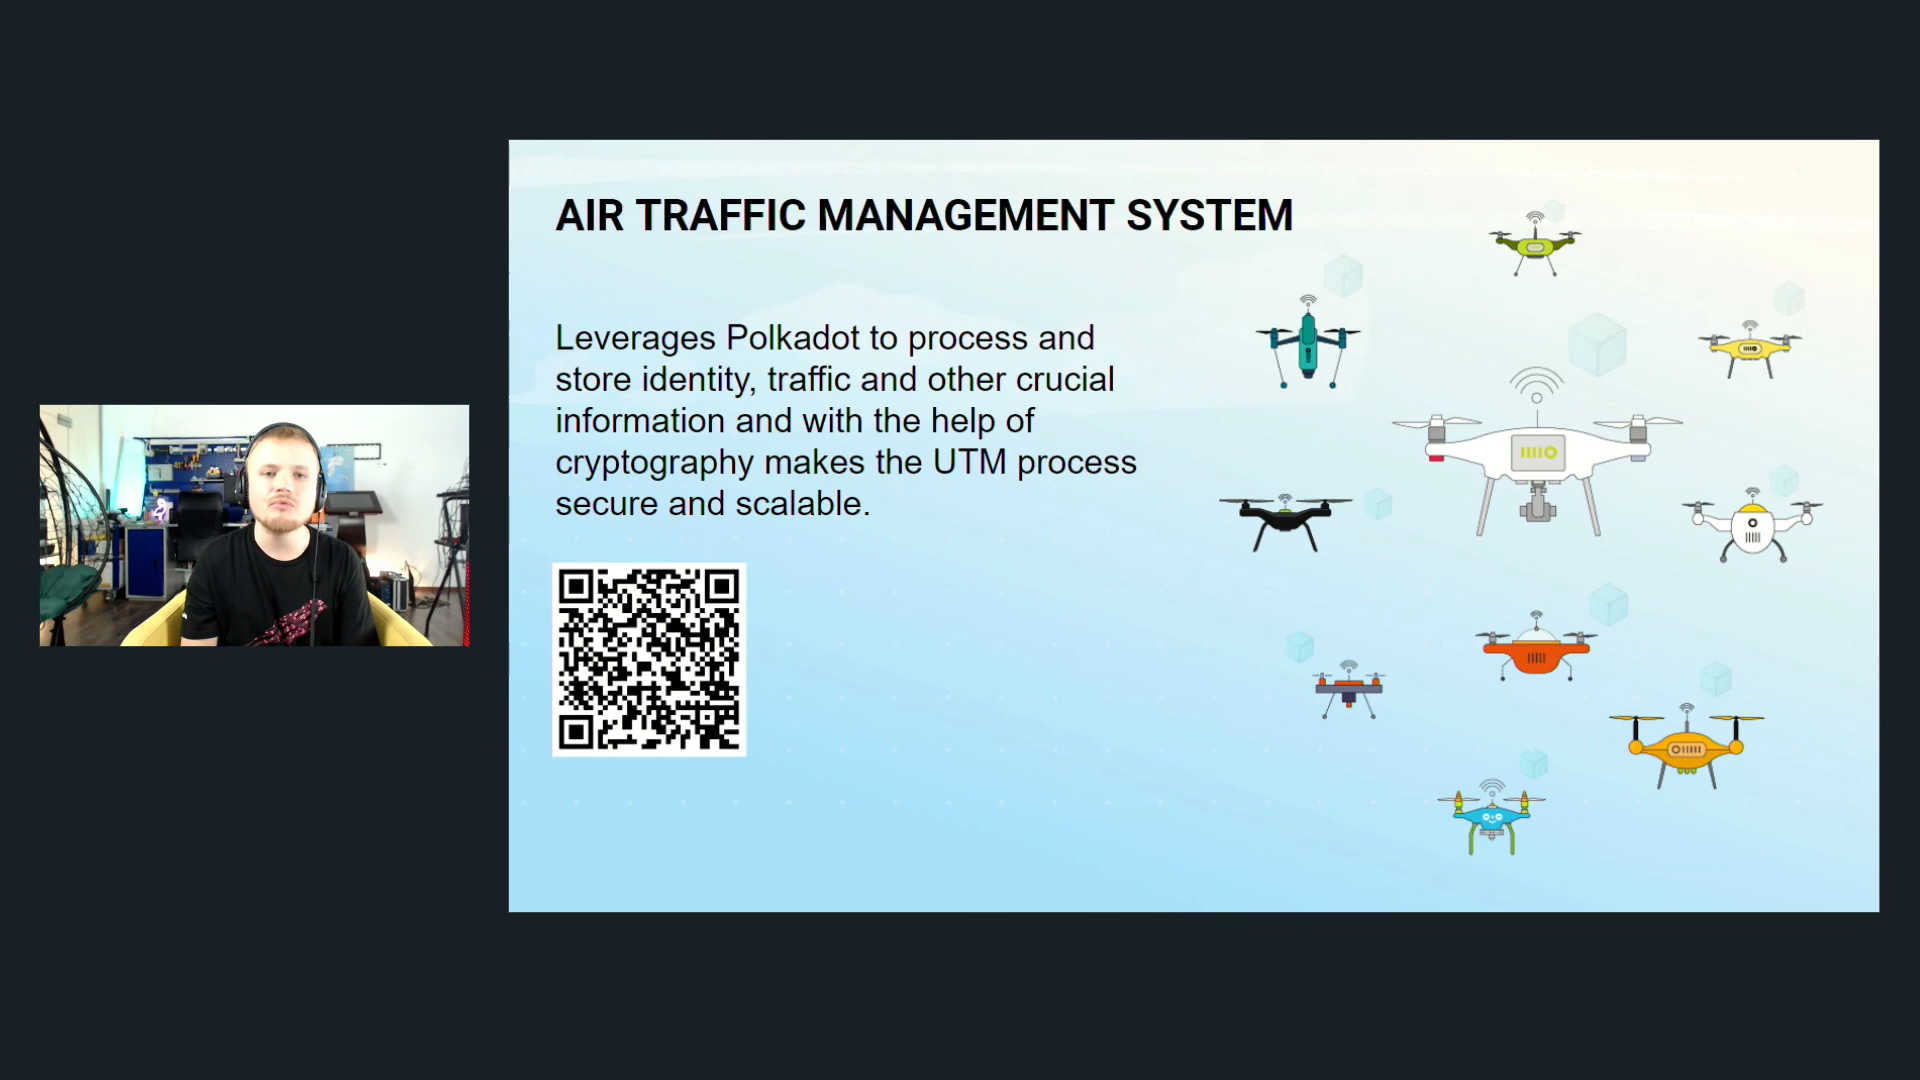 AIR TRAFFIC MANAGEMENT SYSTEM
Leverages Polkadot to process and
store identity, traffic and other crucial
information and with the help of
cryptography makes the UTM process
secure and scalable.